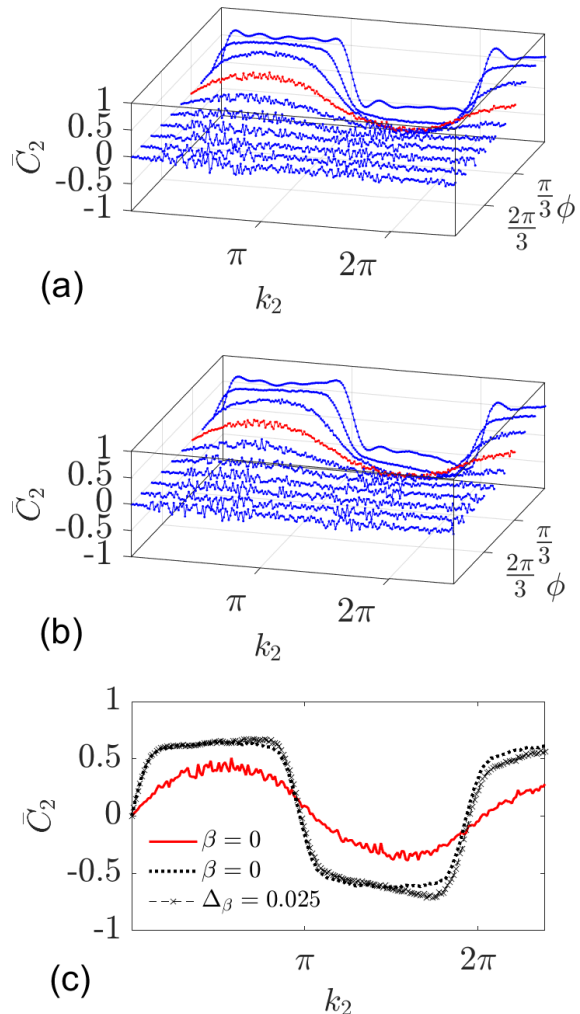 C̄₂
1
0.5
0
-0.5
-1
π
2π
k₂
2π/3
π/3
ϕ
(a)
C̄₂
1
0.5
0
-0.5
-1
π
2π
k₂
2π/3
π/3
ϕ
(b)
C̄₂
1
0.5
0
-0.5
-1
β = 0
β = 0
Δβ = 0.025
π
2π
k₂
(c)